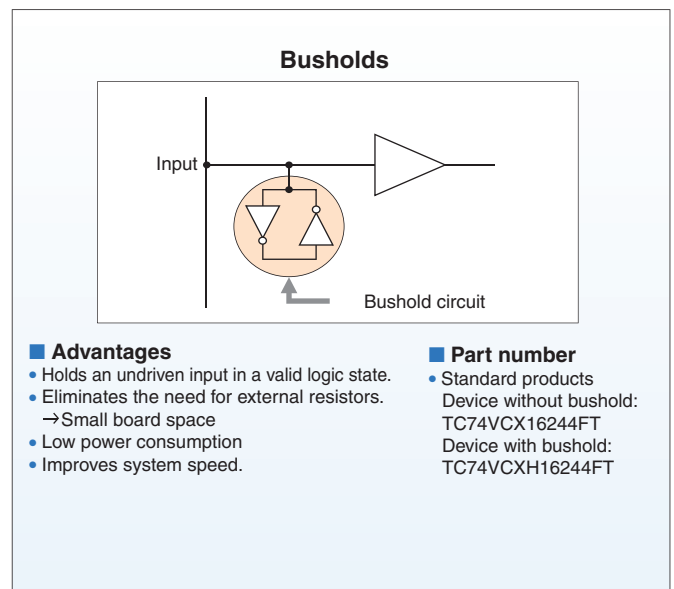 Busholds
Input
Bushold circuit
■ Advantages
• Holds an undriven input in a valid logic state.
• Eliminates the need for external resistors.
→Small board space
• Low power consumption
• Improves system speed.
■ Part number
• Standard products
Device without bushold:
TC74VCX16244FT
Device with bushold:
TC74VCXH16244FT